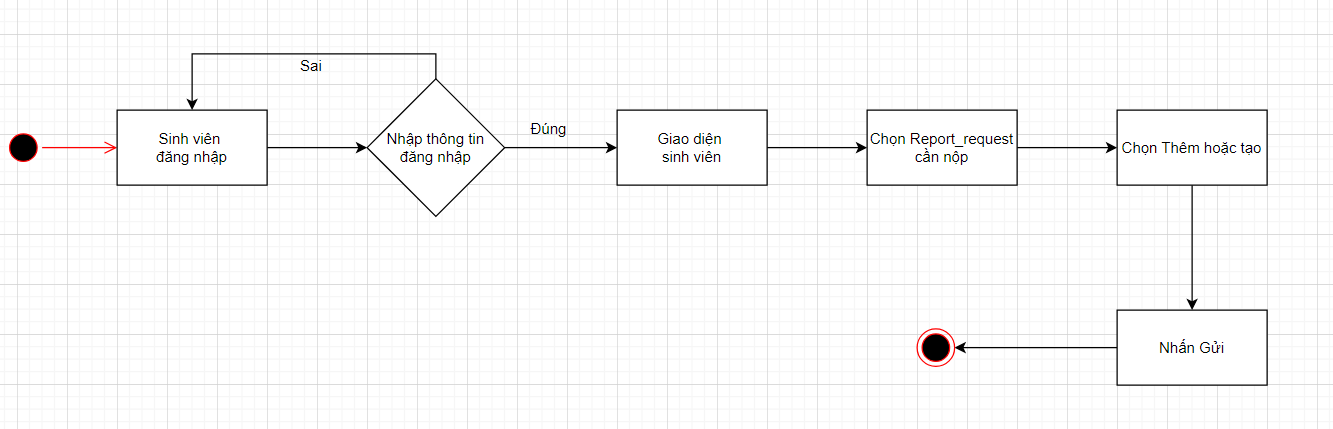 Sai
Sinh viên
đăng nhập
Nhập thông tin
đăng nhập
Đúng
Giao diện
sinh viên
Chọn Report_request
cần nộp
Chọn Thêm hoặc tạo
Nhấn Gửi